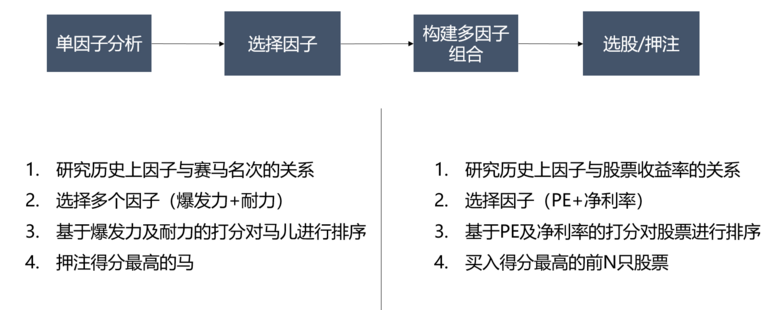 单因子分析
选择因子
构建多因子
组合
选股/押注
1. 研究历史上因子与赛马名次的关系
2. 选择多个因子（爆发力+耐力）
3. 基于爆发力及耐力的打分对马儿进行排序
4. 押注得分最高的马
1. 研究历史上因子与股票收益率的关系
2. 选择因子（PE+净利率）
3. 基于PE及净利率的打分对股票进行排序
4. 买入得分最高的前N只股票